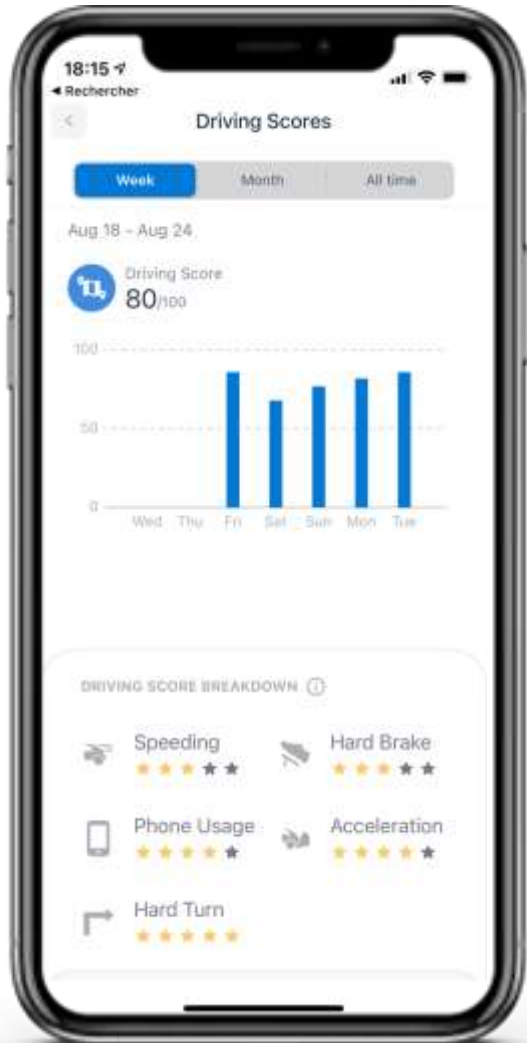 18:15
Rechercher
Driving Scores
Week Month All time
Aug 18 - Aug 24
Driving Score
80/100
100
50
0
Wed Thu Fri Sat Sun Mon Tue
DRIVING SCORE BREAKDOWN
Speeding Hard Brake
Phone Usage Acceleration
Hard Turn